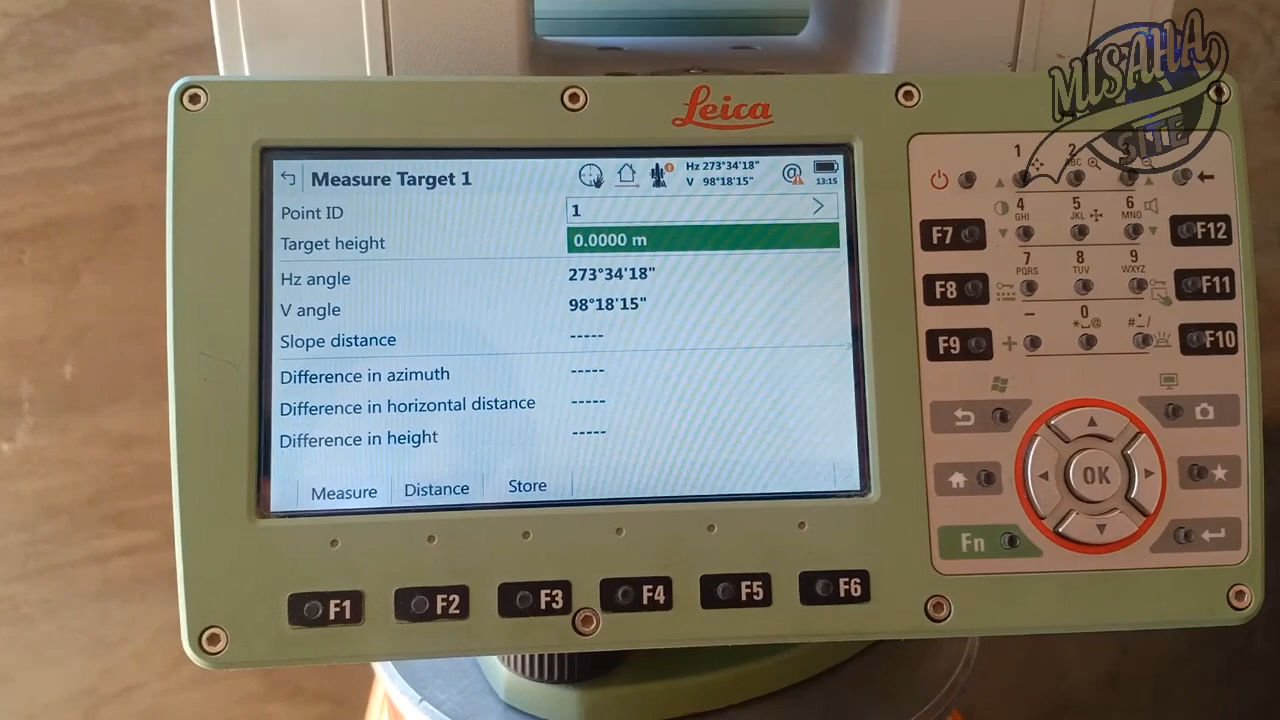 MISAHA
SITE
Leica
Measure Target 1
Hz 273°34'18"
V 98°18'15"
13:15
Point ID
1
Target height
0.0000 m
Hz angle
273°34'18"
V angle
98°18'15"
Slope distance
-----
Difference in azimuth
-----
Difference in horizontal distance
-----
Difference in height
-----
Measure
Distance
Store
F1
F2
F3
F4
F5
F6
1
2
3
ABC
4
5
6
GHI
JKL
MNO
F7
F12
7
8
9
PQRS
TUV
WXYZ
F8
F11
0
*_@
F9
F10
OK
Fn